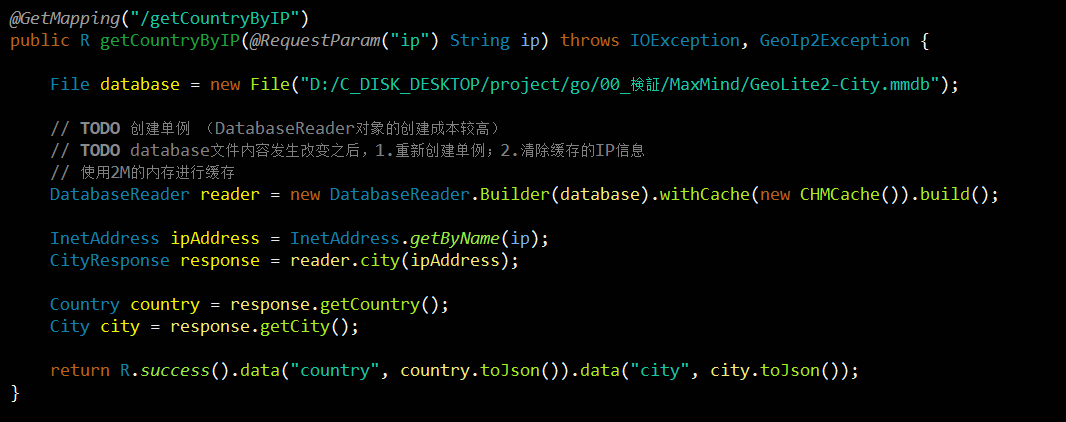 @GetMapping("/getCountryByIP")
public R getCountryByIP(@RequestParam("ip") String ip) throws IOException, GeoIp2Exception {
File database = new File("D:/C_DISK_DESKTOP/project/go/00_検証/MaxMind/GeoLite2-City.mmdb");
// TODO 创建单例 （DatabaseReader对象的创建成本较高）
// TODO database文件内容发生改变之后，1.重新创建单例；2.清除缓存的IP信息
// 使用2M的内存进行缓存
DatabaseReader reader = new DatabaseReader.Builder(database).withCache(new CHMCache()).build();
InetAddress ipAddress = InetAddress.getByName(ip);
CityResponse response = reader.city(ipAddress);
Country country = response.getCountry();
City city = response.getCity();
return R.success().data("country", country.toJson()).data("city", city.toJson());
}